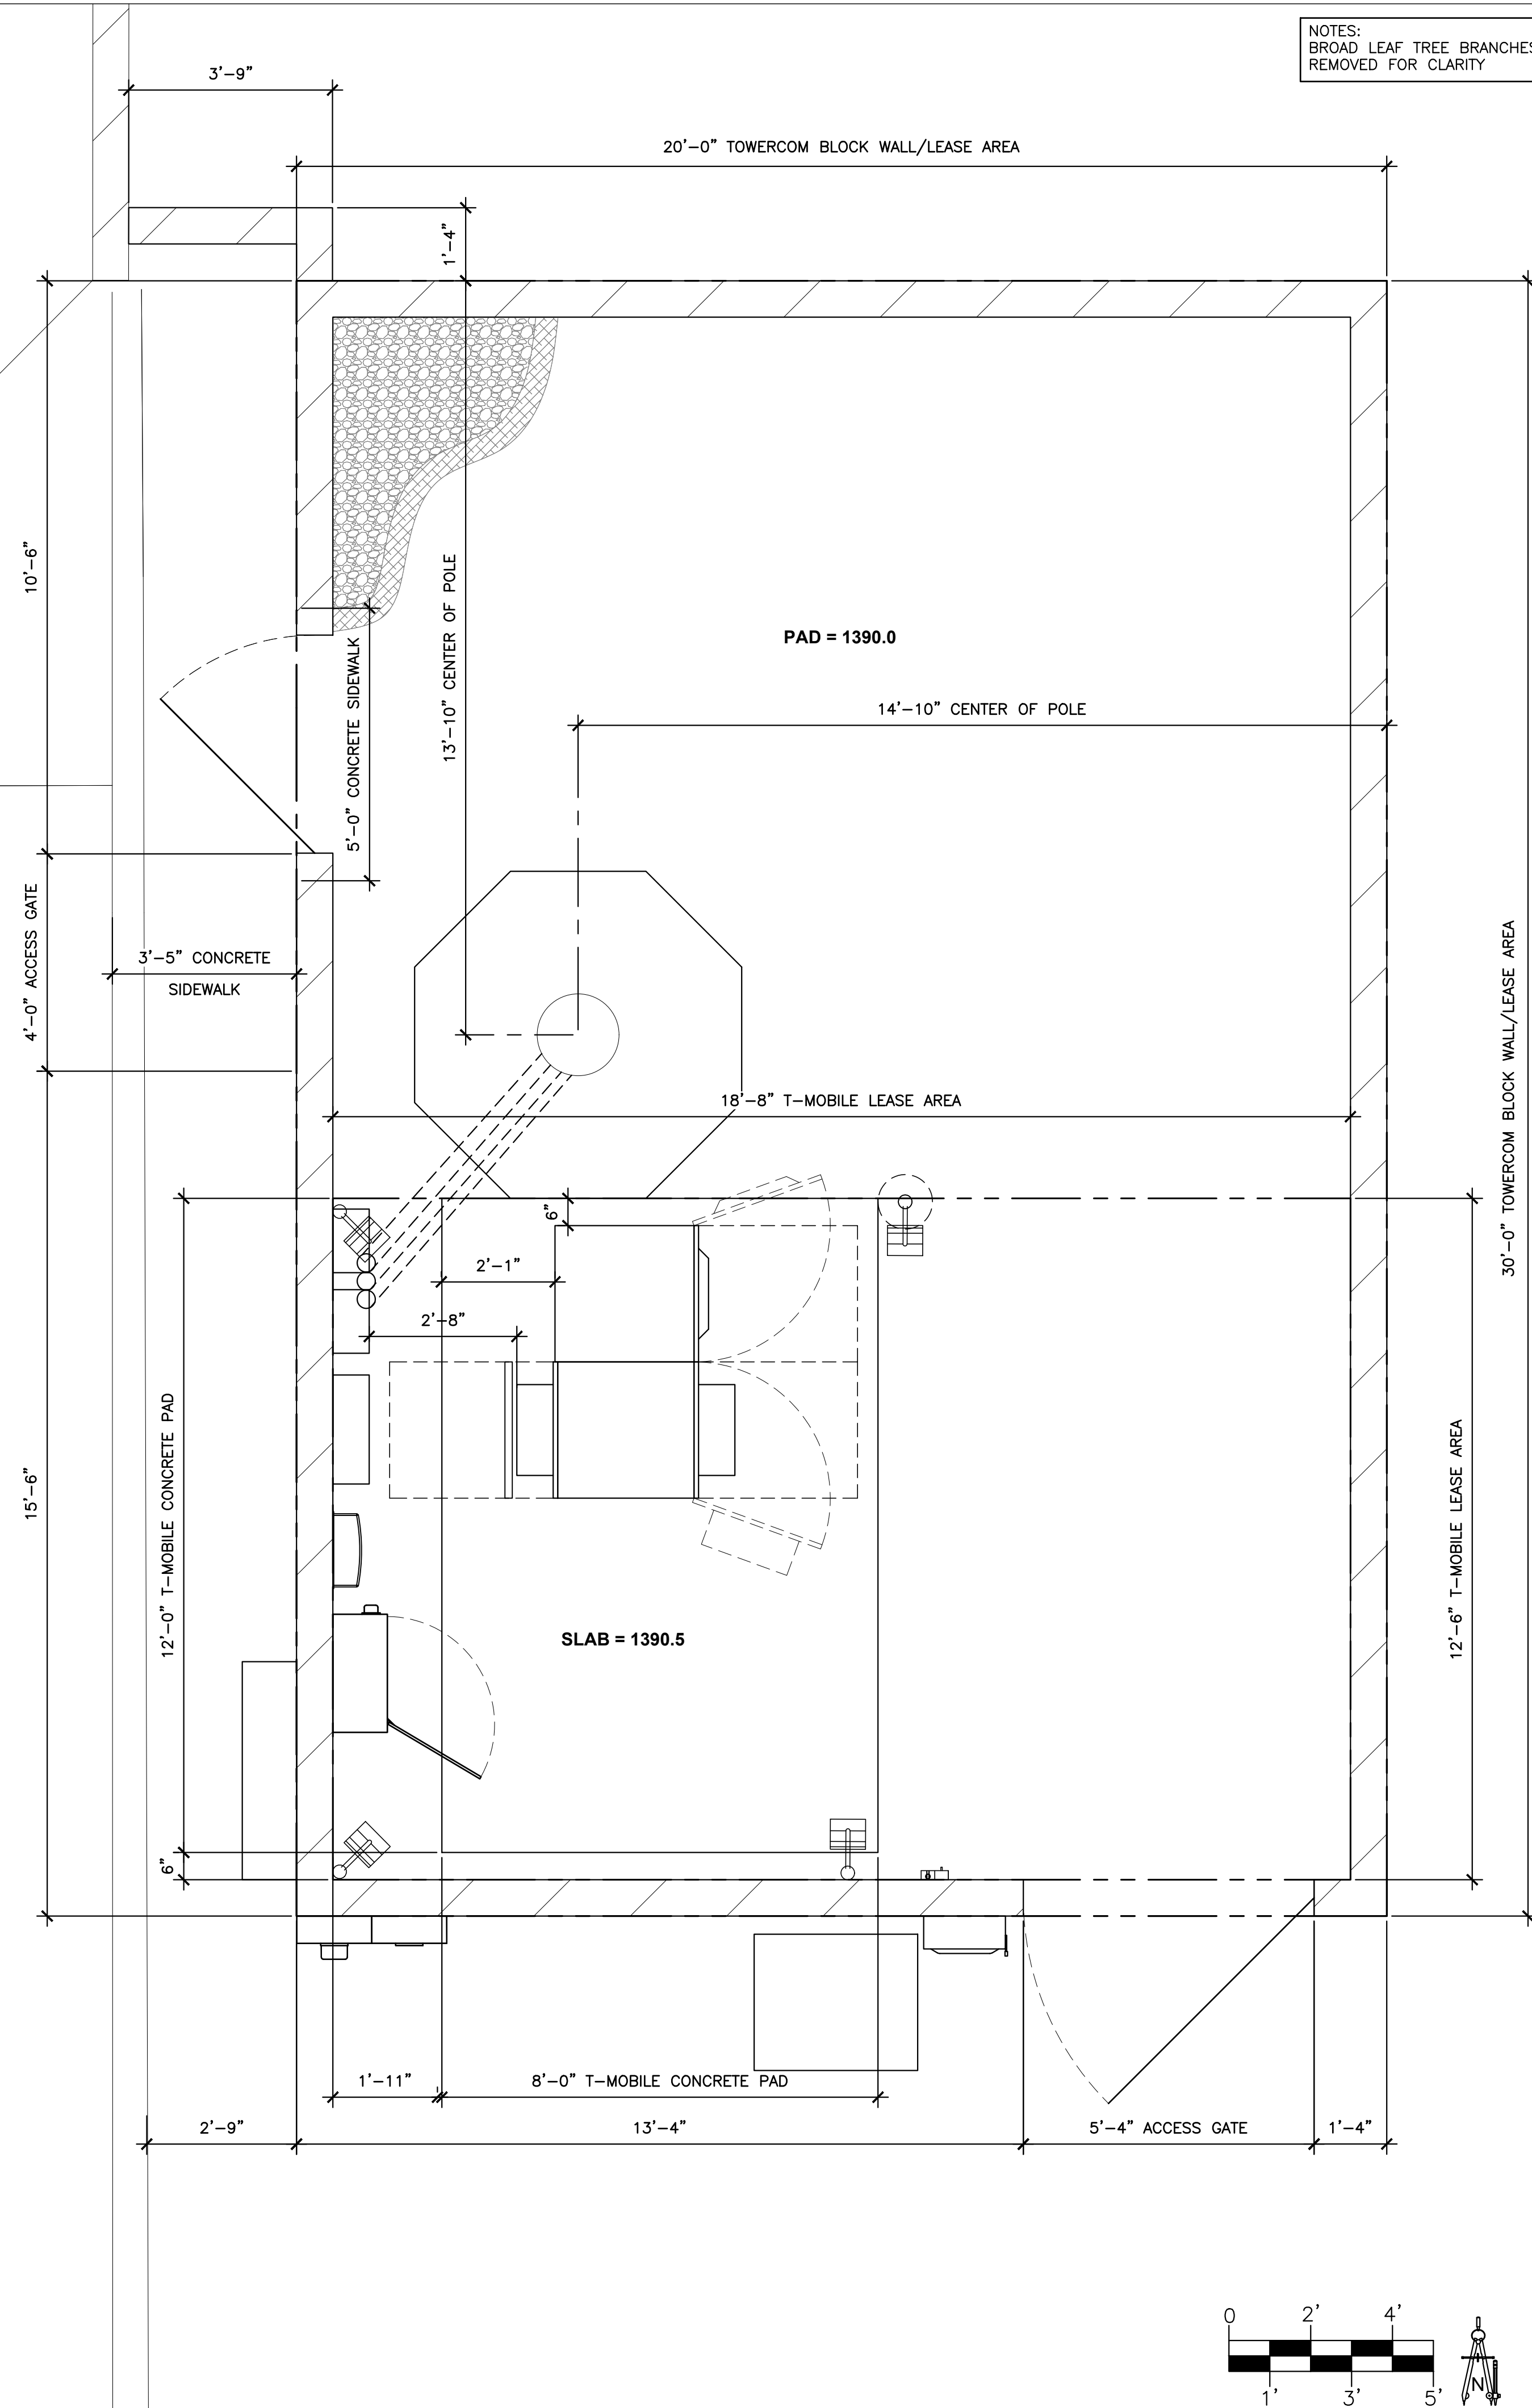 NOTES:
BROAD LEAF TREE BRANCHES
REMOVED FOR CLARITY
3'-9"
20'-0" TOWERCOM BLOCK WALL/LEASE AREA
1'-4"
10'-6"
13'-10" CENTER OF POLE
5'-0" CONCRETE SIDEWALK
PAD = 1390.0
14'-10" CENTER OF POLE
4'-0" ACCESS GATE
3'-5" CONCRETE
SIDEWALK
30'-0" TOWERCOM BLOCK WALL/LEASE AREA
18'-8" T-MOBILE LEASE AREA
6"
2'-1"
2'-8"
12'-0" T-MOBILE CONCRETE PAD
15'-6"
12'-6" T-MOBILE LEASE AREA
SLAB = 1390.5
6"
1'-11"
8'-0" T-MOBILE CONCRETE PAD
2'-9"
13'-4"
5'-4" ACCESS GATE
1'-4"
0 2' 4'
1' 3' 5'
N